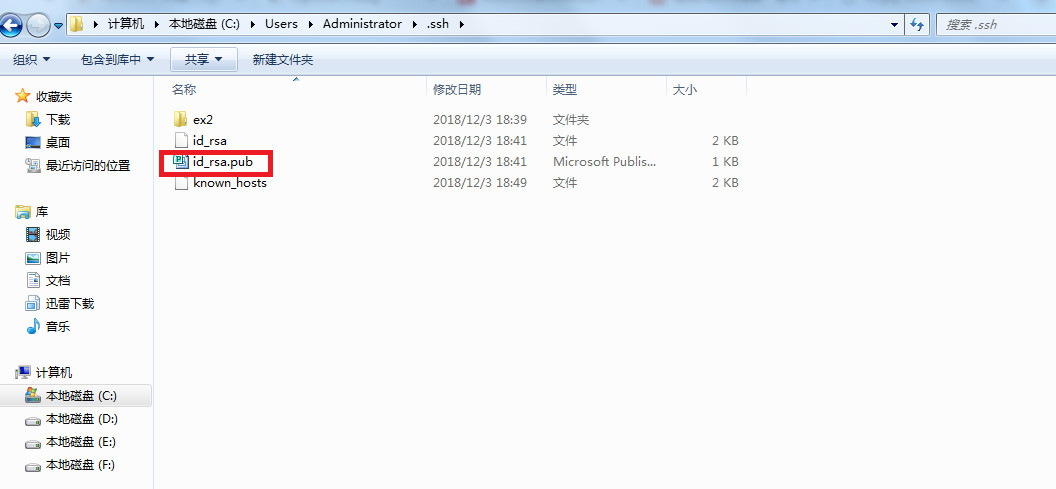 计算机 本地磁盘 (C:) Users Administrator .ssh 搜索 .ssh
组织 包含到库中 共享 新建文件夹
收藏夹
下载
桌面
最近访问的位置
库
视频
图片
文档
迅雷下载
音乐
计算机
本地磁盘 (C:)
本地磁盘 (D:)
本地磁盘 (E:)
本地磁盘 (F:)
名称 修改日期 类型 大小
ex2 2018/12/3 18:39 文件夹
id_rsa 2018/12/3 18:41 文件 2 KB
id_rsa.pub 2018/12/3 18:41 Microsoft Publis... 1 KB
known_hosts 2018/12/3 18:49 文件 2 KB